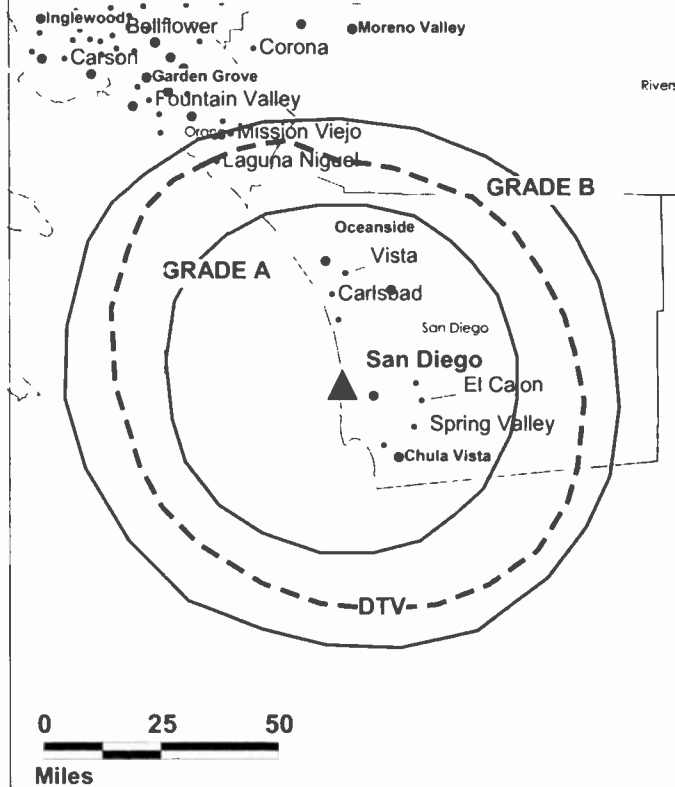 Inglewood
Bellflower
Moreno Valley
Corona
Carson
Garden Grove
Rivers
Fountain Valley
Oran
Mission Viejo
Laguna Niguel
GRADE B
Oceanside
Vista
GRADE A
Carlsbad
San Diego
San Diego
El Cajon
Spring Valley
Chula Vista
DTV
0 25 50
Miles